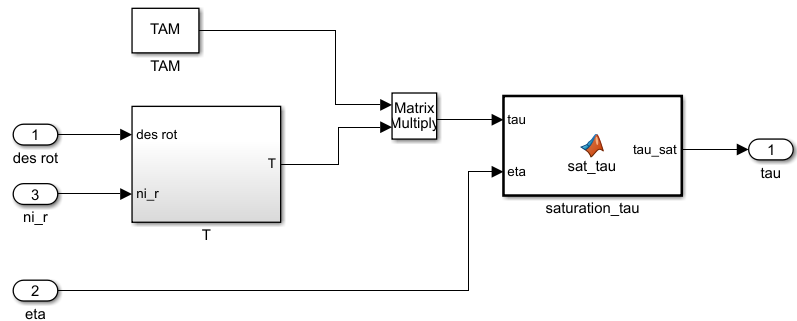 TAM
TAM
1
des rot
3
ni_r
des rot
ni_r
T
T
Matrix
Multiply
tau
eta
sat_tau
tau_sat
saturation_tau
1
tau
2
eta